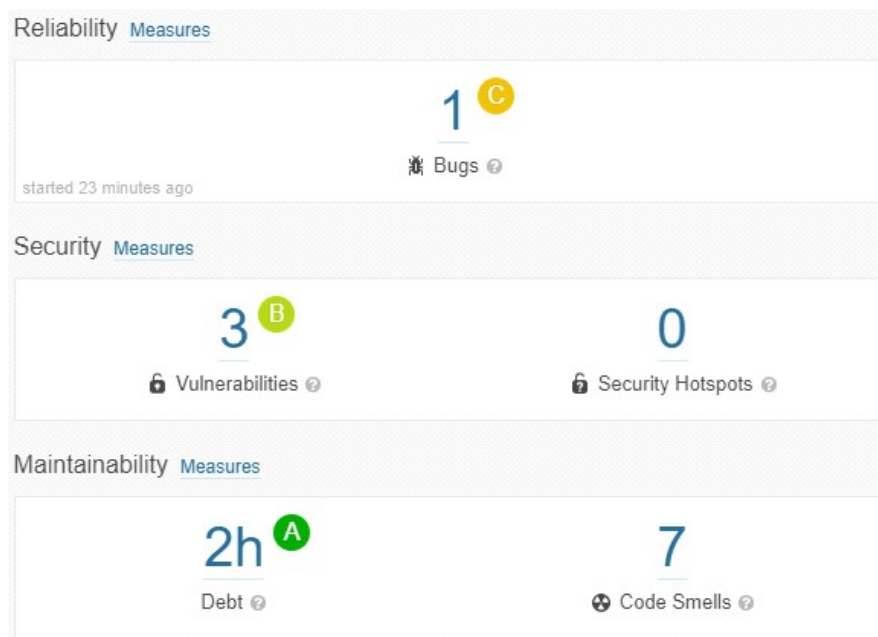 Reliability Measures
1 C
Bugs ?
started 23 minutes ago
Security Measures
3 B
0
Vulnerabilities ?
Security Hotspots ?
Maintainability Measures
2h A
7
Debt ?
Code Smells ?